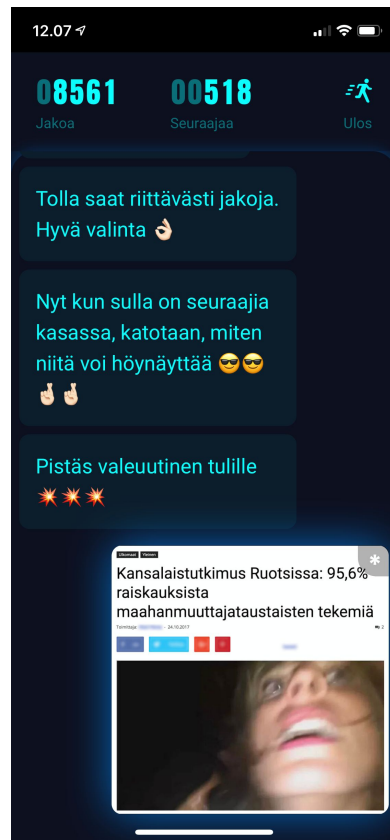 12.07
08561
00518
Jakoa
Seuraajaa
Ulos
Tolla saat riittävästi jakoja.
Hyvä valinta 👌🏻
Nyt kun sulla on seuraajia
kasassa, katotaan, miten
niitä voi höynäyttää 😎😎
🤞🏻🤞🏻
Pistäs valeuutinen tulille
💥💥💥
*
Ulkomaat Yleinen
Kansalaistutkimus Ruotsissa: 95,6%
raiskauksista
maahanmuuttajataustaisten tekemiä
Toimittaja - 24.10.2017
2